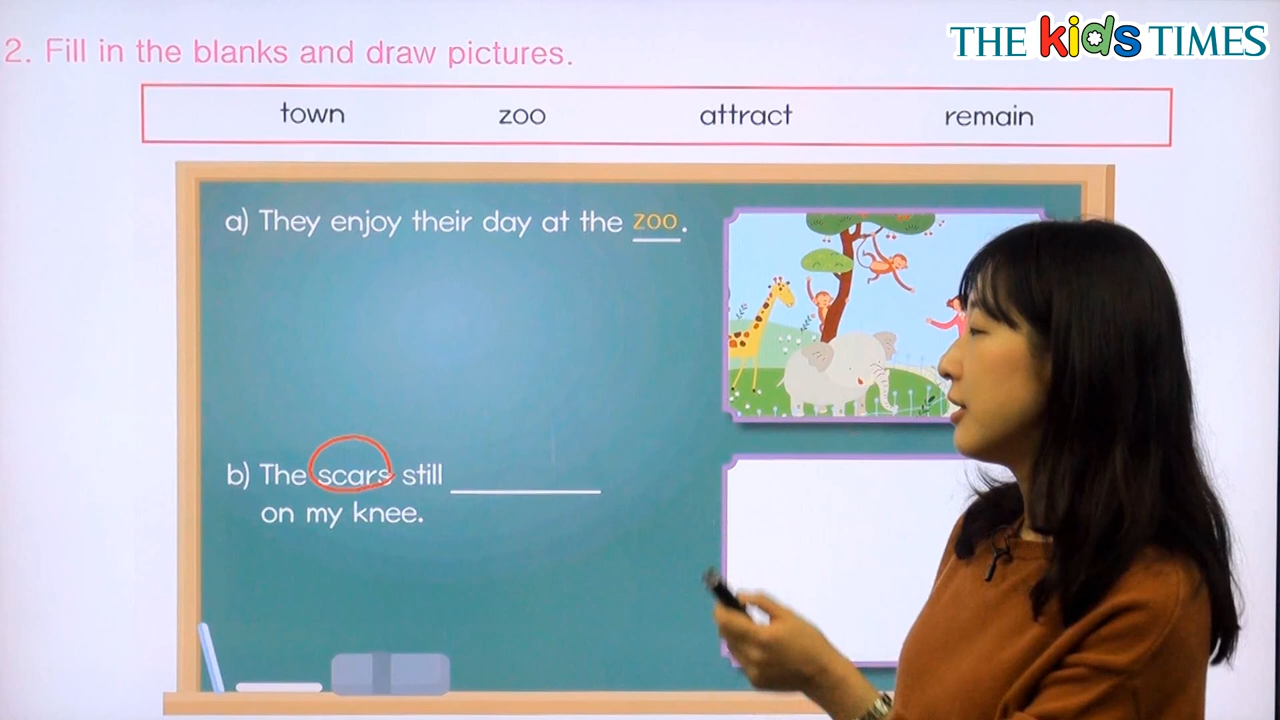 THE kids TIMES
2. Fill in the blanks and draw pictures.
town zoo attract remain
a) They enjoy their day at the zoo.
b) The scars still ________
on my knee.